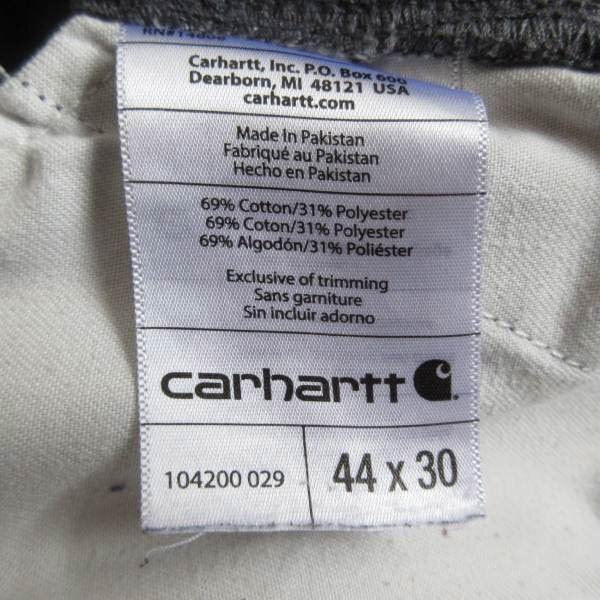 Carhartt, Inc. P.O. Box 600
Dearborn, MI 48121 USA
carhartt.com
Made in Pakistan
Fabriqué au Pakistan
Hecho en Pakistan
69% Cotton/31% Polyester
69% Coton/31% Polyester
69% Algodón/31% Poliéster
Exclusive of trimming
Sans garniture
Sin incluir adorno
carhartt
104200 029
44 x 30